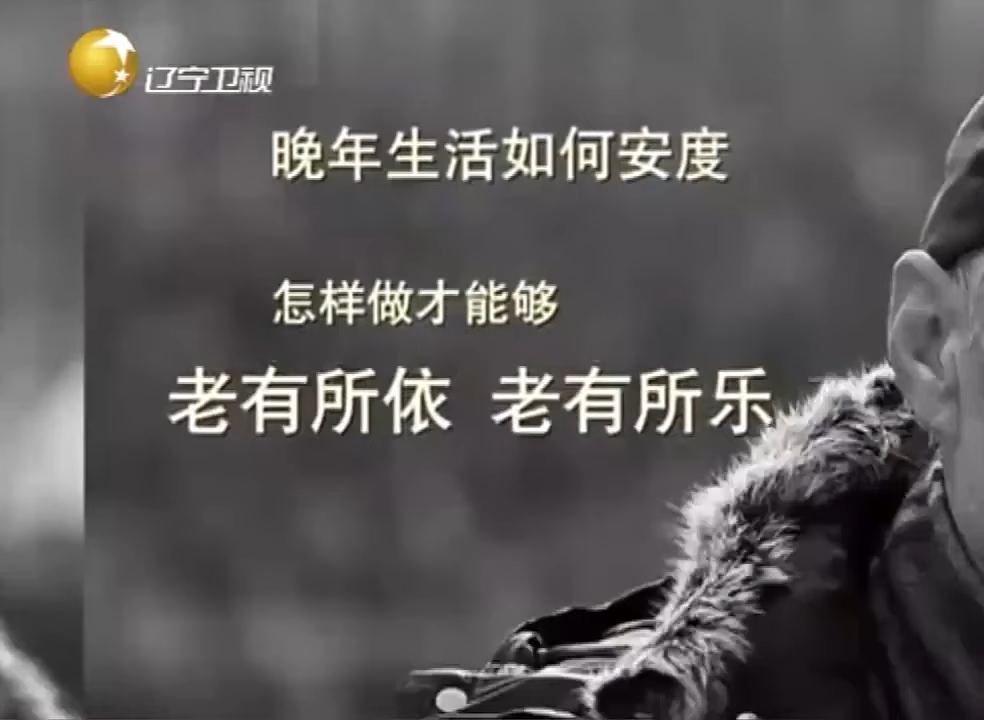 辽宁卫视
晚年生活如何安度
怎样做才能够
老有所依 老有所乐